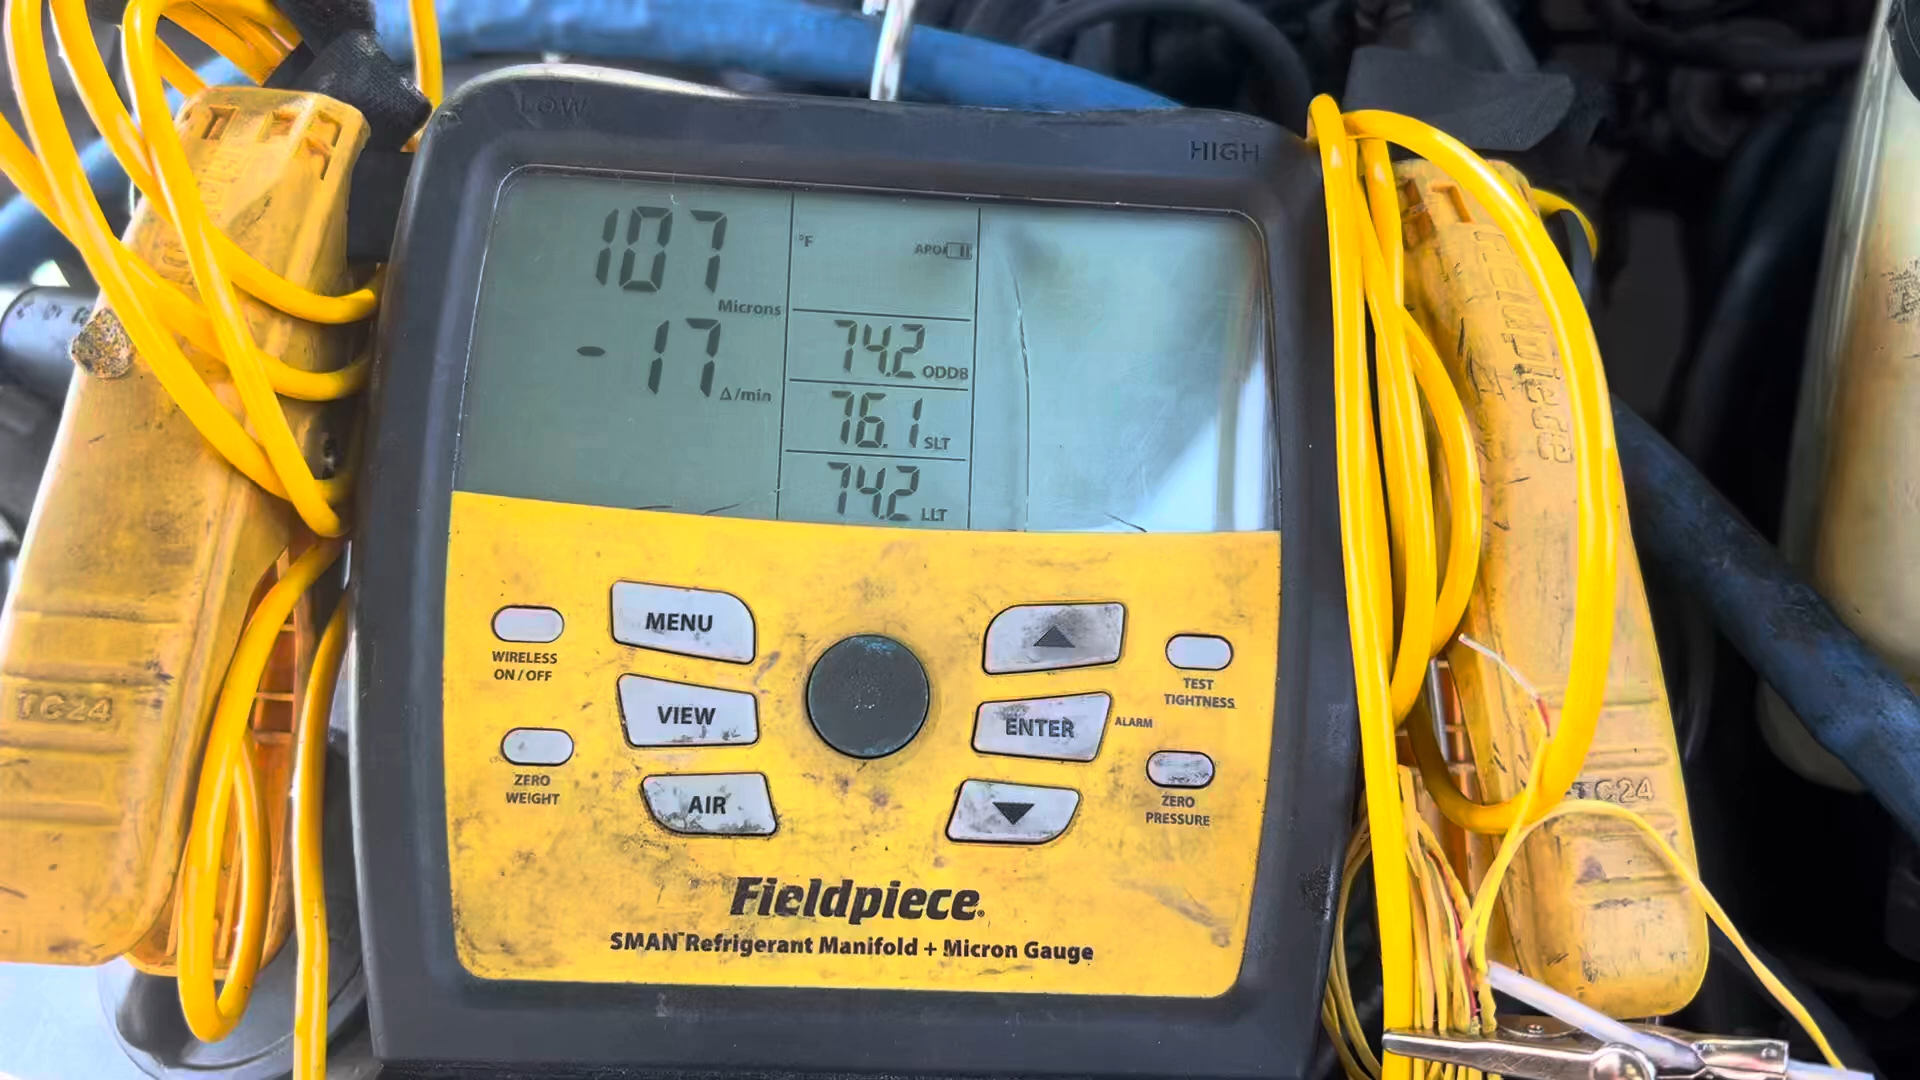 LOW
HIGH
107
Microns
-17 Δ/min
°F
APO
74.2 ODDB
76.1 SLT
74.2 LLT
WIRELESS
ON / OFF
MENU
TEST
TIGHTNESS
VIEW
ENTER
ALARM
ZERO
WEIGHT
AIR
ZERO
PRESSURE
Fieldpiece
SMAN™ Refrigerant Manifold + Micron Gauge
TC24
Fieldpiece
TC24